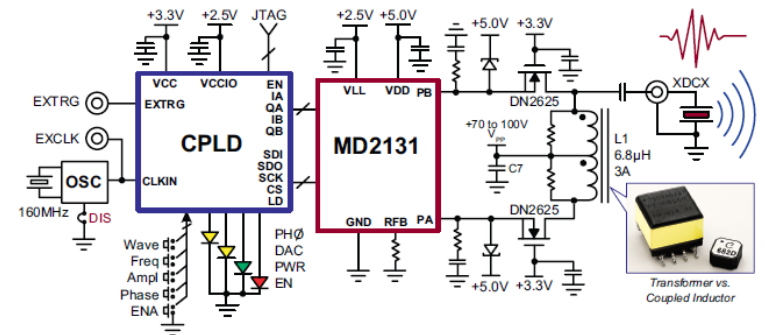 +3.3V
+2.5V
JTAG
+2.5V
+5.0V
+5.0V
+3.3V
XDCX
VCC
VCCIO
EN
IA
QA
IB
QB
EXTRG
EXTRG
EXCLK
CPLD
SDI
SDO
SCK
CS
LD
OSC
CLKIN
160MHz
DIS
VLL
VDD
PB
MD2131
GND
RFB
PA
DN2625
+70 to 100V
VPP
C7
L1
6.8µH
3A
DN2625
+5.0V
+3.3V
Wave
Freq
Ampl
Phase
ENA
PHØ
DAC
PWR
EN
682D
Transformer vs.
Coupled Inductor